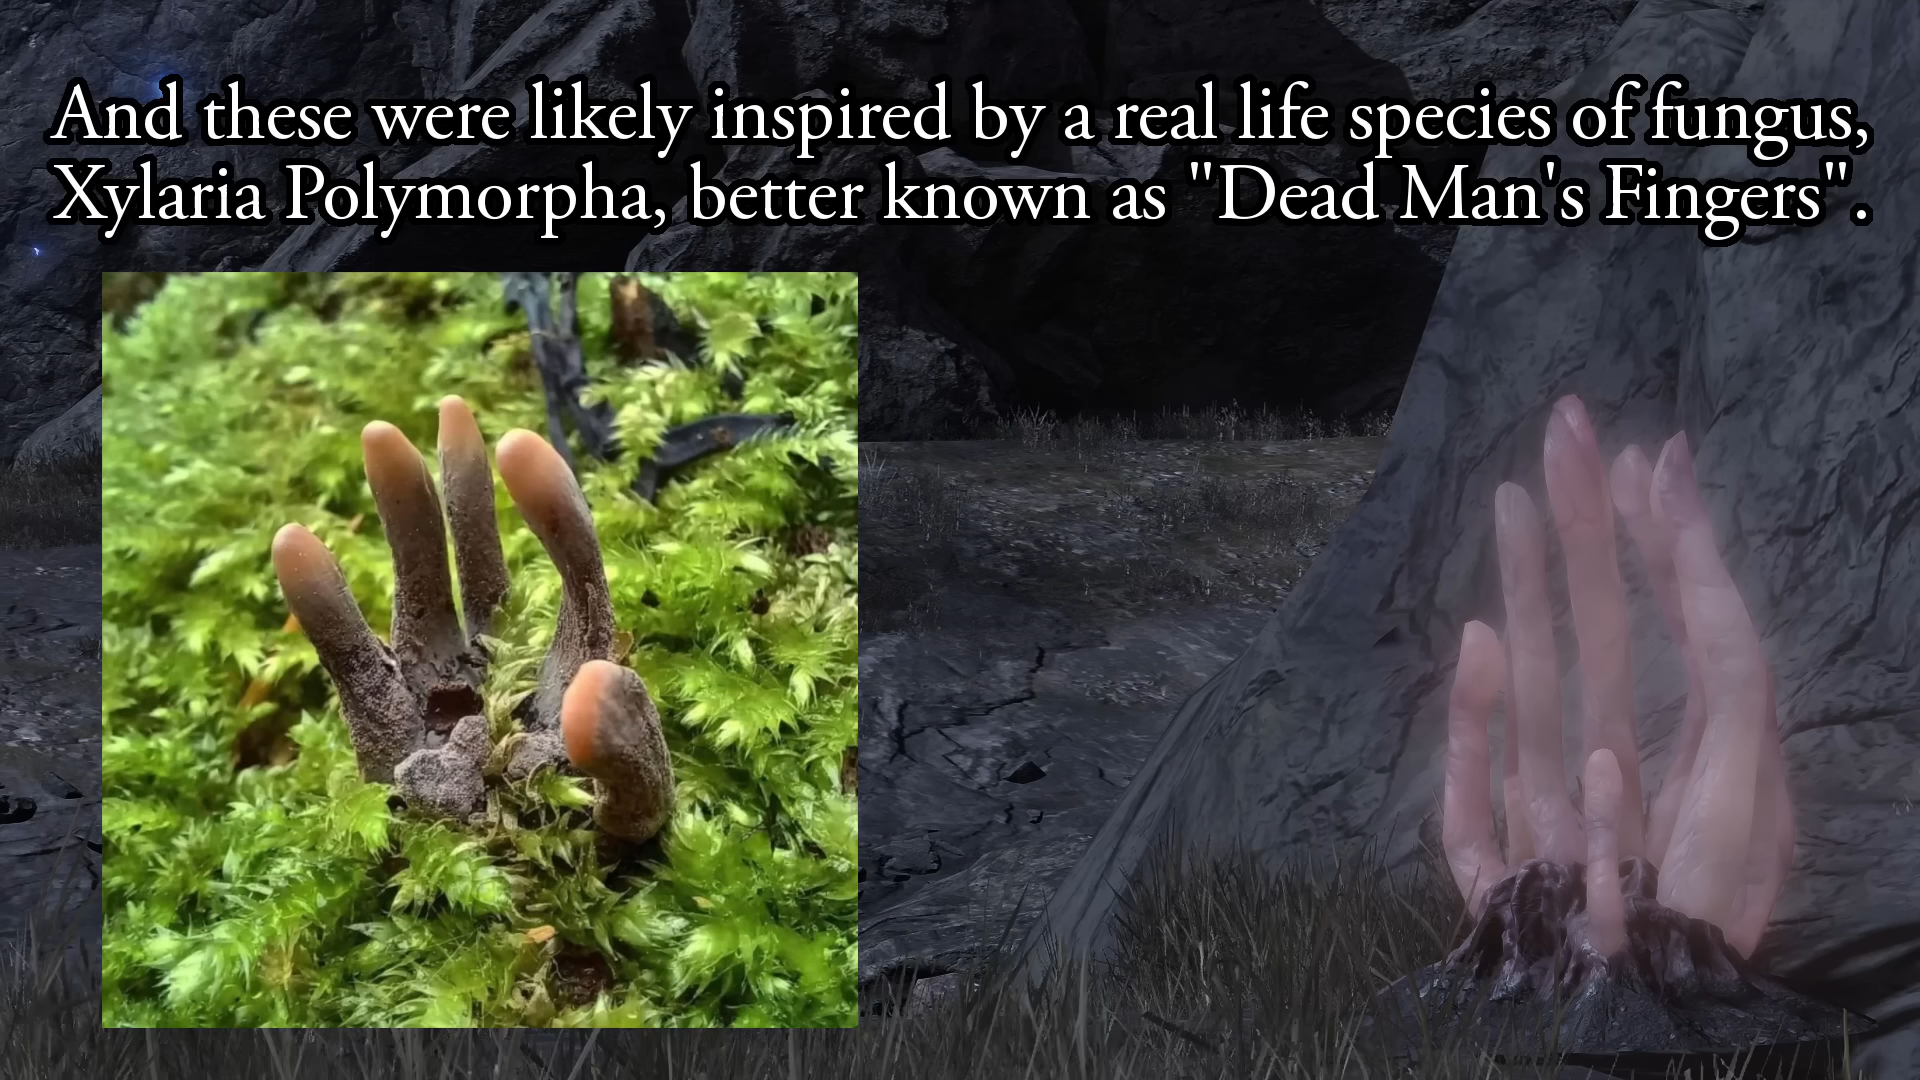 And these were likely inspired by a real life species of fungus,
Xylaria Polymorpha, better known as "Dead Man's Fingers".